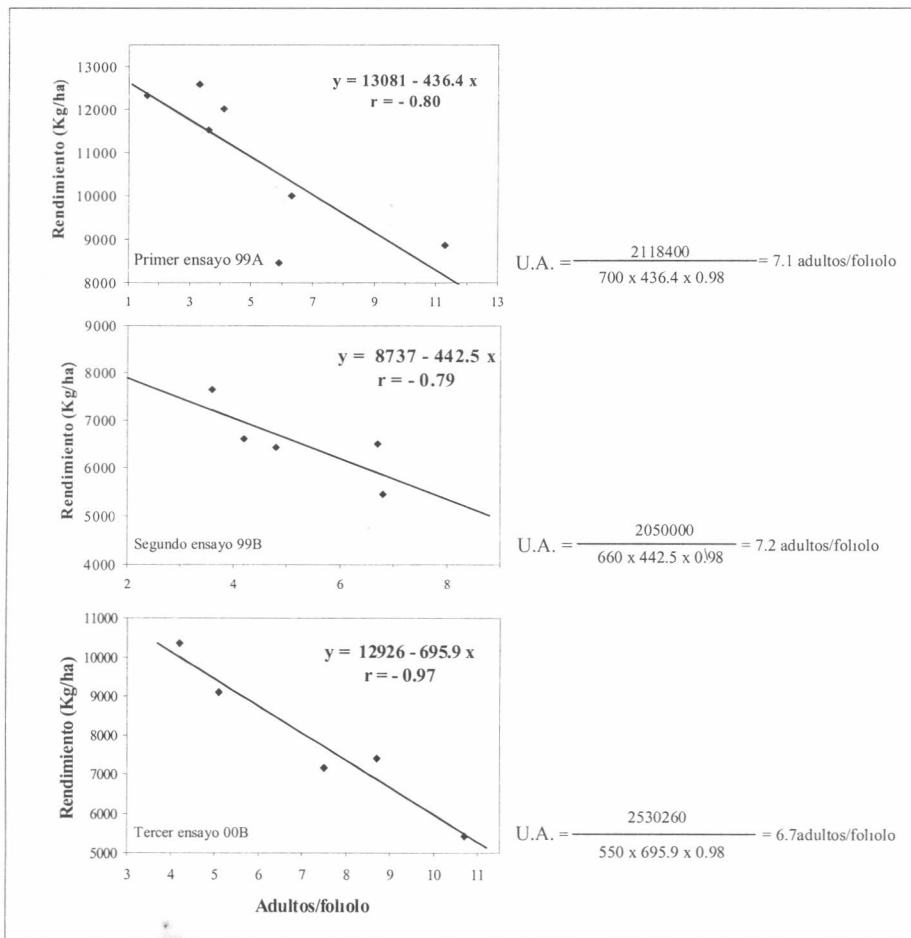 Rendimiento (Kg/ha)
13000
12000
11000
10000
9000
8000
y = 13081 - 436.4 x
r = - 0.80
Primer ensayo 99A
1 3 5 7 9 11 13
U.A. = 2118400
700 x 436.4 x 0.98
= 7.1 adultos/folıolo
Rendimiento (Kg/ha)
9000
8000
7000
6000
5000
4000
y = 8737 - 442.5 x
r = - 0.79
Segundo ensayo 99B
2 4 6 8
U.A. = 2050000
660 x 442.5 x 0.98
= 7.2 adultos/folıolo
Rendimiento (Kg/ha)
11000
10000
9000
8000
7000
6000
5000
y = 12926 - 695.9 x
r = - 0.97
Tercer ensayo 00B
3 4 5 6 7 8 9 10 11
Adultos/folıolo
U.A. = 2530260
550 x 695.9 x 0.98
= 6.7adultos/folıolo